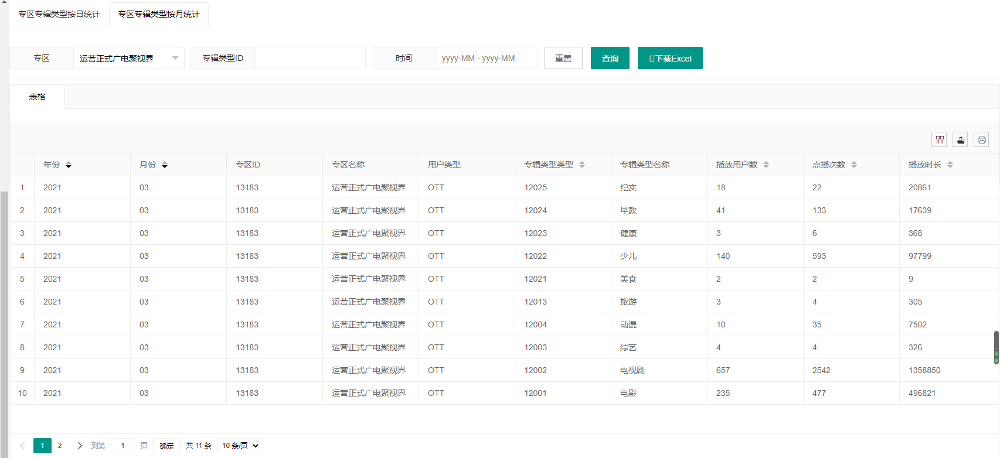 专区专辑类型按日统计 专区专辑类型按月统计
专区 运营正式广电聚视界 专辑类型ID 时间 yyyy-MM - yyyy-MM 重置 查询 下载Excel
表格
年份 月份 专区ID 专区名称 用户类型 专辑类型类型 专辑类型名称 播放用户数 点播次数 播放时长
1 2021 03 13183 运营正式广电聚视界 OTT 12025 纪实 18 22 20861
2 2021 03 13183 运营正式广电聚视界 OTT 12024 早教 41 133 17639
3 2021 03 13183 运营正式广电聚视界 OTT 12023 健康 3 6 368
4 2021 03 13183 运营正式广电聚视界 OTT 12022 少儿 140 593 97799
5 2021 03 13183 运营正式广电聚视界 OTT 12021 美食 2 2 9
6 2021 03 13183 运营正式广电聚视界 OTT 12013 旅游 3 4 305
7 2021 03 13183 运营正式广电聚视界 OTT 12004 动漫 10 35 7502
8 2021 03 13183 运营正式广电聚视界 OTT 12003 综艺 4 4 326
9 2021 03 13183 运营正式广电聚视界 OTT 12002 电视剧 657 2542 1358850
10 2021 03 13183 运营正式广电聚视界 OTT 12001 电影 235 477 496821
1 2 到第 1 页 确定 共 11 条 10 条/页